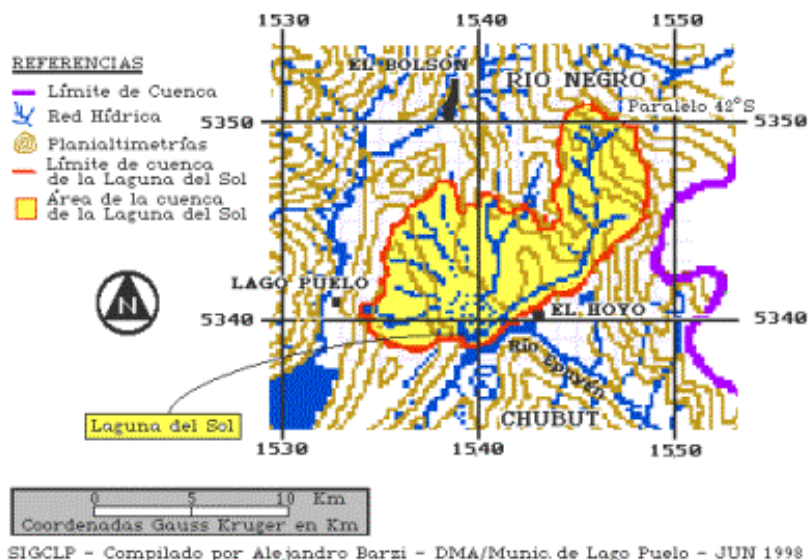 1530 1540 1550
REFERENCIAS
Límite de Cuenca
Red Hídrica
Planialtimetrías
Límite de cuenca
de la Laguna del Sol
Área de la cuenca
de la Laguna del Sol
EL BOLSON
RIO NEGRO
Paralelo 42°S
5350 5350
N
LAGO PUELO
EL HOYO
5340 5340
Río Epuyén
Laguna del Sol
CHUBUT
1530 1540 1550
0 5 10 Km
Coordenadas Gauss Kruger en Km
SIGCLP - Compilado por Alejandro Barzi - DMA/Munic. de Lago Puelo - JUN 1998